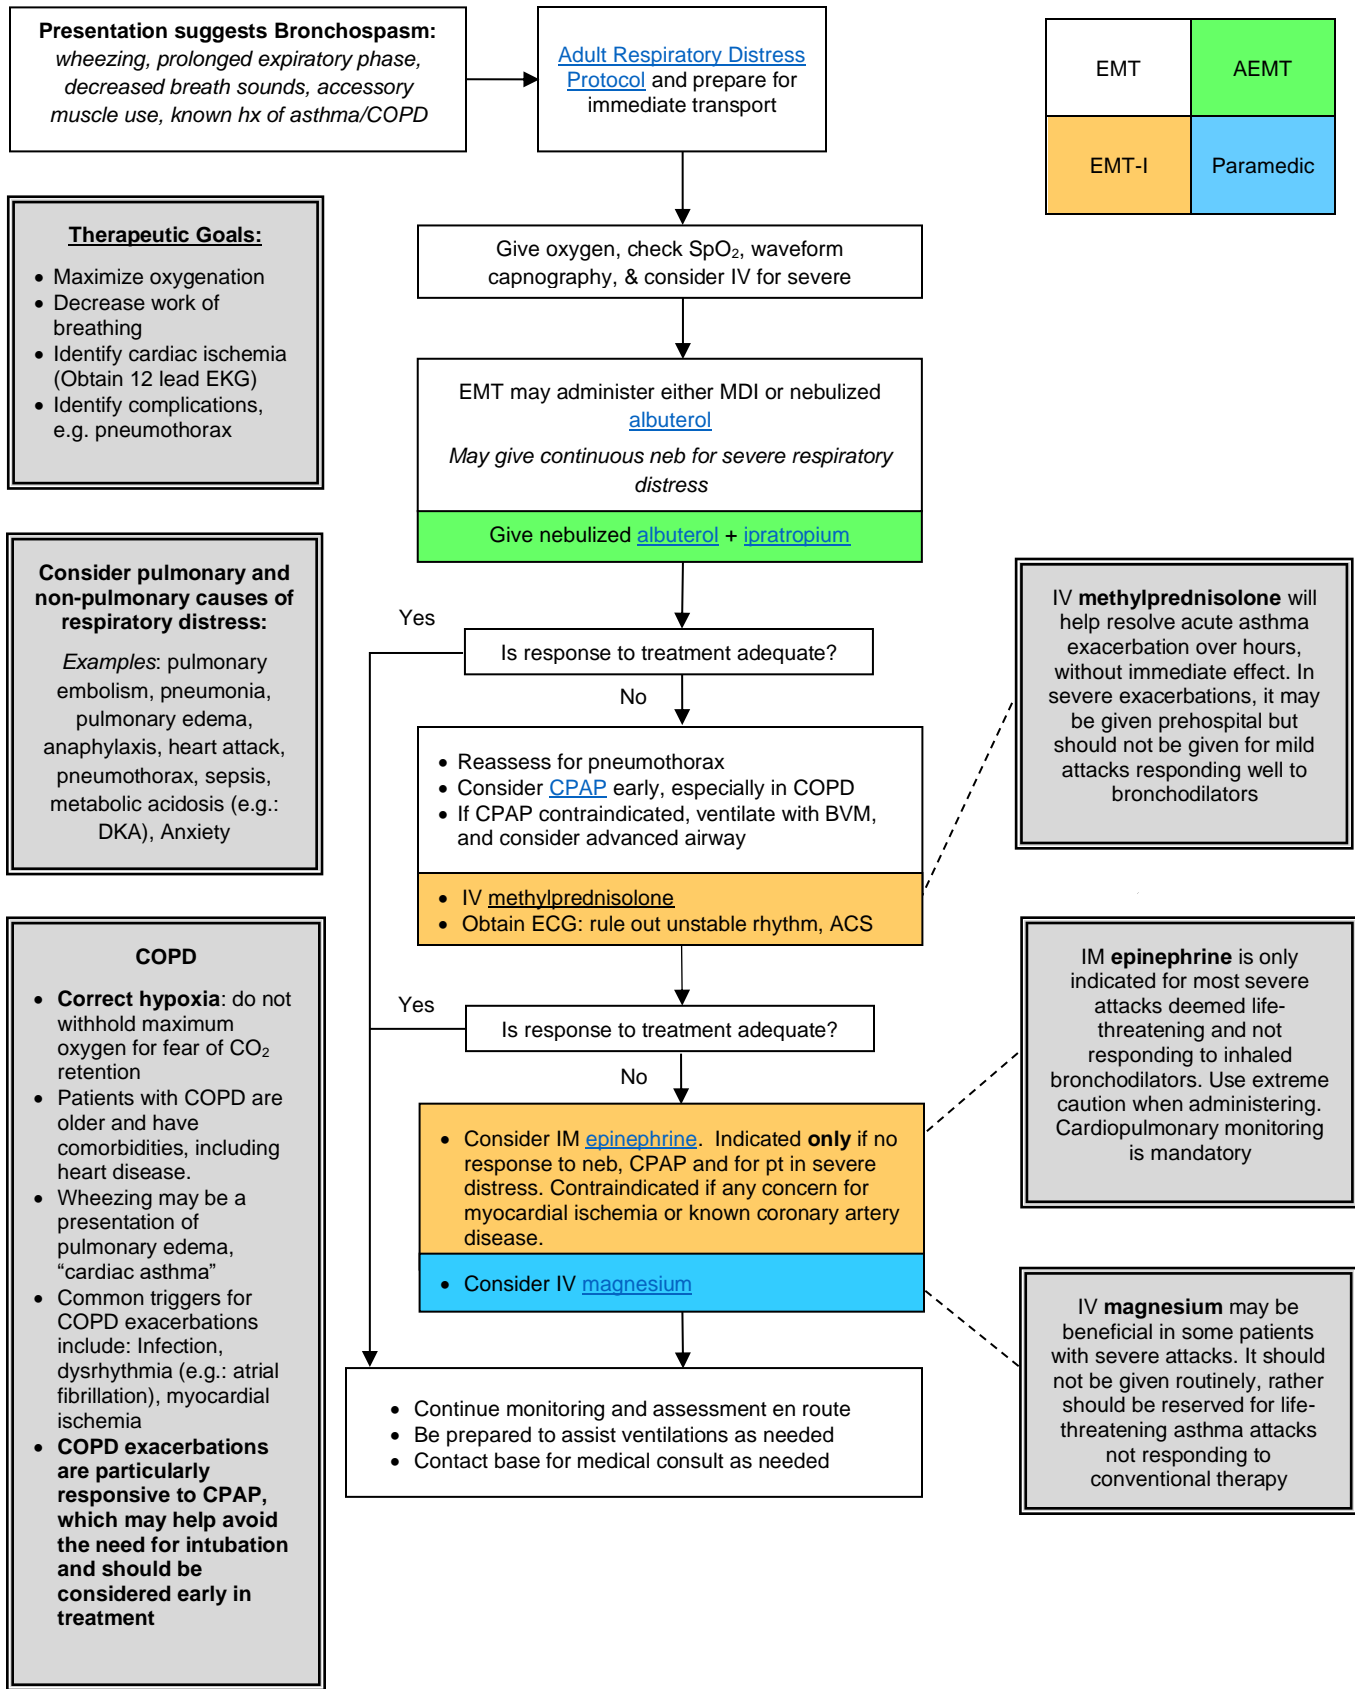 Presentation suggests Bronchospasm:
wheezing, prolonged expiratory phase,
decreased breath sounds, accessory
muscle use, known hx of asthma/COPD
Adult Respiratory Distress
Protocol and prepare for
immediate transport
EMT
AEMT
EMT-I
Paramedic
Therapeutic Goals:
• Maximize oxygenation
• Decrease work of
breathing
• Identify cardiac ischemia
(Obtain 12 lead EKG)
• Identify complications,
e.g. pneumothorax
Give oxygen, check SpO₂, waveform
capnography, & consider IV for severe
EMT may administer either MDI or nebulized
albuterol
May give continuous neb for severe respiratory
distress
Give nebulized albuterol + ipratropium
Consider pulmonary and
non-pulmonary causes of
respiratory distress:
Examples: pulmonary
embolism, pneumonia,
pulmonary edema,
anaphylaxis, heart attack,
pneumothorax, sepsis,
metabolic acidosis (e.g.:
DKA), Anxiety
Yes
Is response to treatment adequate?
No
• Reassess for pneumothorax
• Consider CPAP early, especially in COPD
• If CPAP contraindicated, ventilate with BVM,
and consider advanced airway
• IV methylprednisolone
• Obtain ECG: rule out unstable rhythm, ACS
IV methylprednisolone will
help resolve acute asthma
exacerbation over hours,
without immediate effect. In
severe exacerbations, it may
be given prehospital but
should not be given for mild
attacks responding well to
bronchodilators
COPD
• Correct hypoxia: do not
withhold maximum
oxygen for fear of CO₂
retention
• Patients with COPD are
older and have
comorbidities, including
heart disease.
• Wheezing may be a
presentation of
pulmonary edema,
“cardiac asthma”
• Common triggers for
COPD exacerbations
include: Infection,
dysrhythmia (e.g.: atrial
fibrillation), myocardial
ischemia
• COPD exacerbations
are particularly
responsive to CPAP,
which may help avoid
the need for intubation
and should be
considered early in
treatment
Yes
Is response to treatment adequate?
No
• Consider IM epinephrine. Indicated only if no
response to neb, CPAP and for pt in severe
distress. Contraindicated if any concern for
myocardial ischemia or known coronary artery
disease.
• Consider IV magnesium
IM epinephrine is only
indicated for most severe
attacks deemed life-
threatening and not
responding to inhaled
bronchodilators. Use extreme
caution when administering.
Cardiopulmonary monitoring
is mandatory
IV magnesium may be
beneficial in some patients
with severe attacks. It should
not be given routinely, rather
should be reserved for life-
threatening asthma attacks
not responding to
conventional therapy
• Continue monitoring and assessment en route
• Be prepared to assist ventilations as needed
• Contact base for medical consult as needed